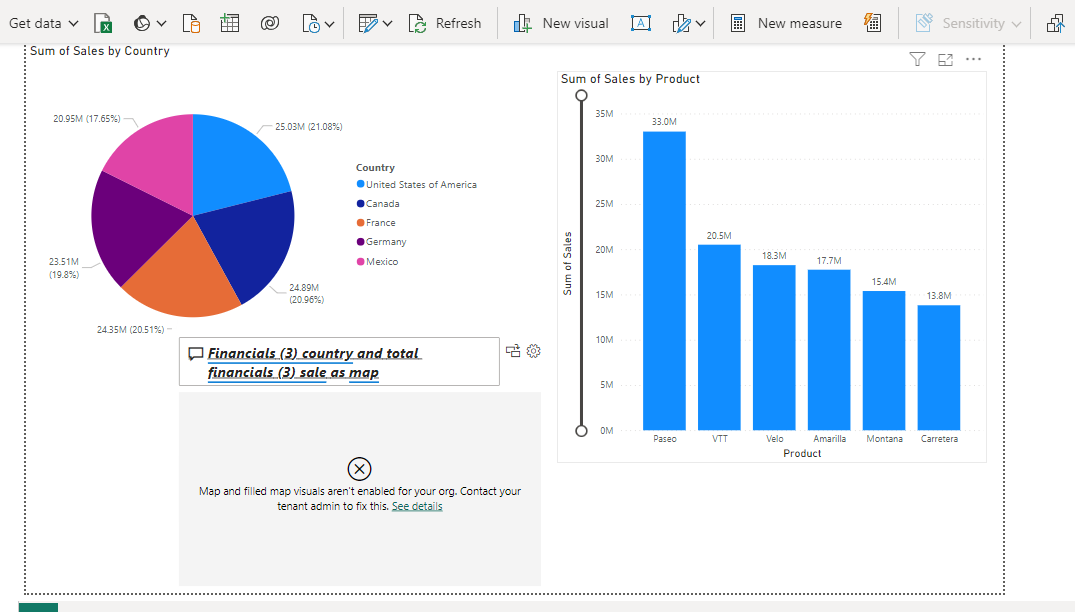 Get data
Refresh
New visual
A
New measure
Sensitivity
Sum of Sales by Country
20.95M (17.65%)
25.03M (21.08%)
23.51M
(19.8%)
24.89M
(20.96%)
24.35M (20.51%)
Country
United States of America
Canada
France
Germany
Mexico
Financials (3) country and total
financials (3) sale as map
Map and filled map visuals aren't enabled for your org. Contact your
tenant admin to fix this. See details
Sum of Sales by Product
Sum of Sales
35M
30M
25M
20M
15M
10M
5M
0M
33.0M
20.5M
18.3M
17.7M
15.4M
13.8M
Paseo
VTT
Velo
Amarilla
Montana
Carretera
Product